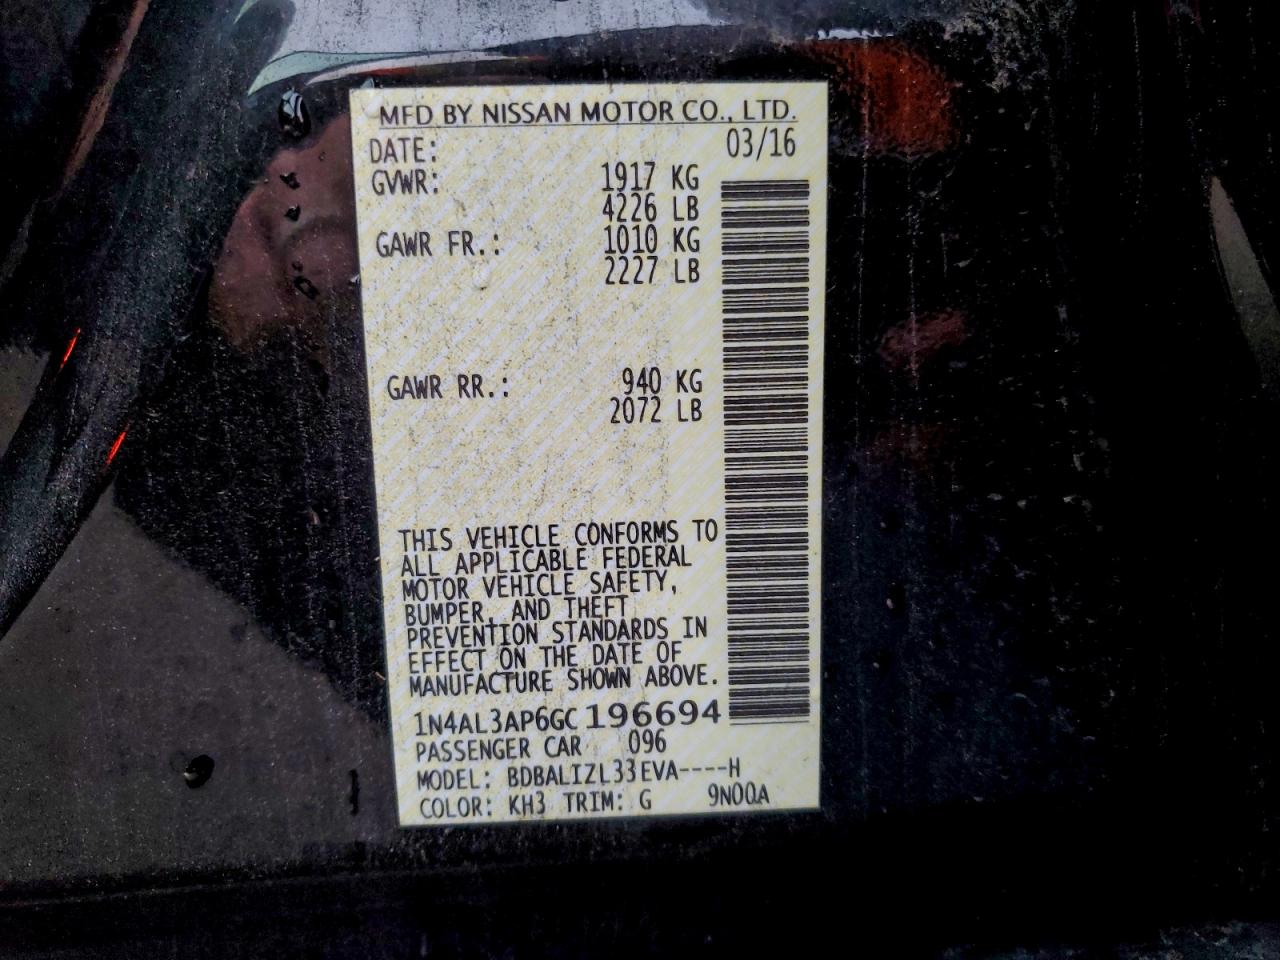 MFD BY NISSAN MOTOR CO., LTD.
DATE: 03/16
GVWR: 1917 KG
4226 LB
GAWR FR.: 1010 KG
2227 LB
GAWR RR.: 940 KG
2072 LB
THIS VEHICLE CONFORMS TO
ALL APPLICABLE FEDERAL
MOTOR VEHICLE SAFETY,
BUMPER, AND THEFT
PREVENTION STANDARDS IN
EFFECT ON THE DATE OF
MANUFACTURE SHOWN ABOVE.
1N4AL3AP6GC196694
PASSENGER CAR 096
MODEL: BDBALIZL33EVA----H
COLOR: KH3 TRIM: G 9N00A